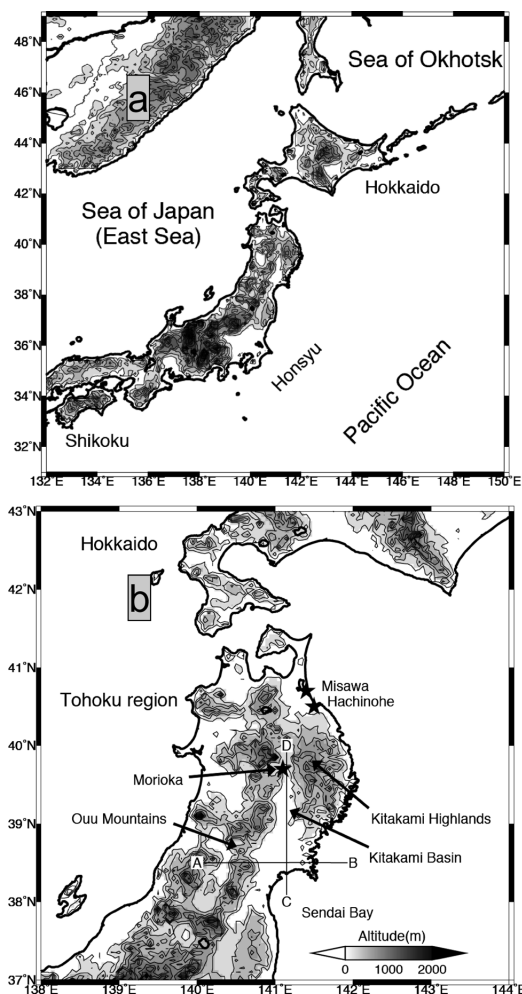 48°N
46°N
44°N
42°N
40°N
38°N
36°N
34°N
32°N
132°E 134°E 136°E 138°E 140°E 142°E 144°E 146°E 148°E 150°E
a
Sea of Okhotsk
Hokkaido
Sea of Japan
(East Sea)
Honsyu
Pacific Ocean
Shikoku
43°N
42°N
41°N
40°N
39°N
38°N
37°N
138°E 139°E 140°E 141°E 142°E 143°E 144°E
Hokkaido
b
Tohoku region
Misawa
Hachinohe
D
Morioka
Ouu Mountains
Kitakami Highlands
Kitakami Basin
A
B
C
Sendai Bay
Altitude(m)
0 1000 2000